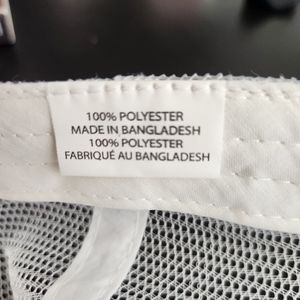 100% POLYESTER
MADE IN BANGLADESH
100% POLYESTER
FABRIQUÉ AU BANGLADESH